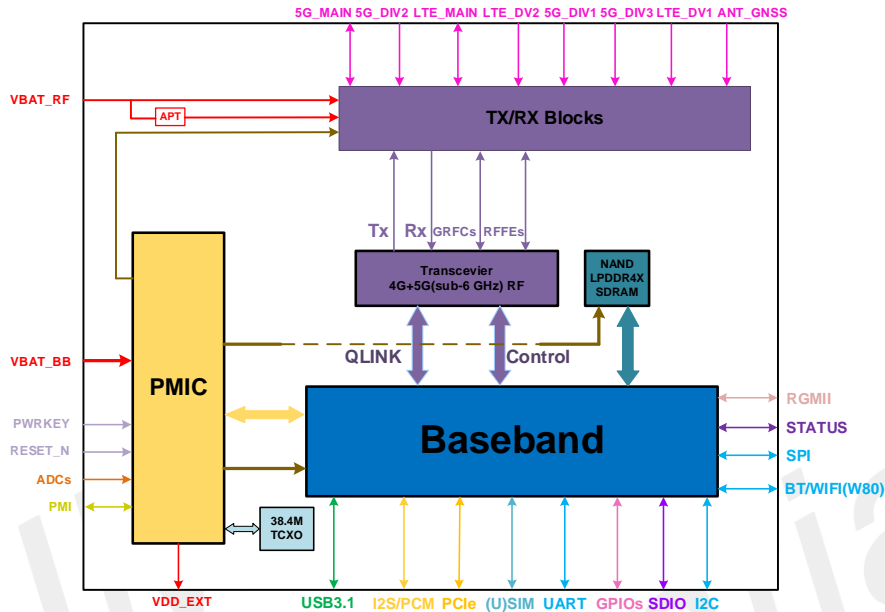 5G_MAIN 5G_DIV2 LTE_MAIN LTE_DV2 5G_DIV1 5G_DIV3 LTE_DV1 ANT_GNSS
VBAT_RF
APT
TX/RX Blocks
Tx Rx GRFCs RFFEs
Transcevier
4G+5G(sub-6 GHz) RF
NAND
LPDDR4X
SDRAM
QLINK Control
VBAT_BB
PMIC
PWRKEY
RESET_N
ADCs
PMI
Baseband
RGMII
STATUS
SPI
BT/WIFI(W80)
38.4M
TCXO
VDD_EXT
USB3.1 I2S/PCM PCIe (U)SIM UART GPIOs SDIO I2C